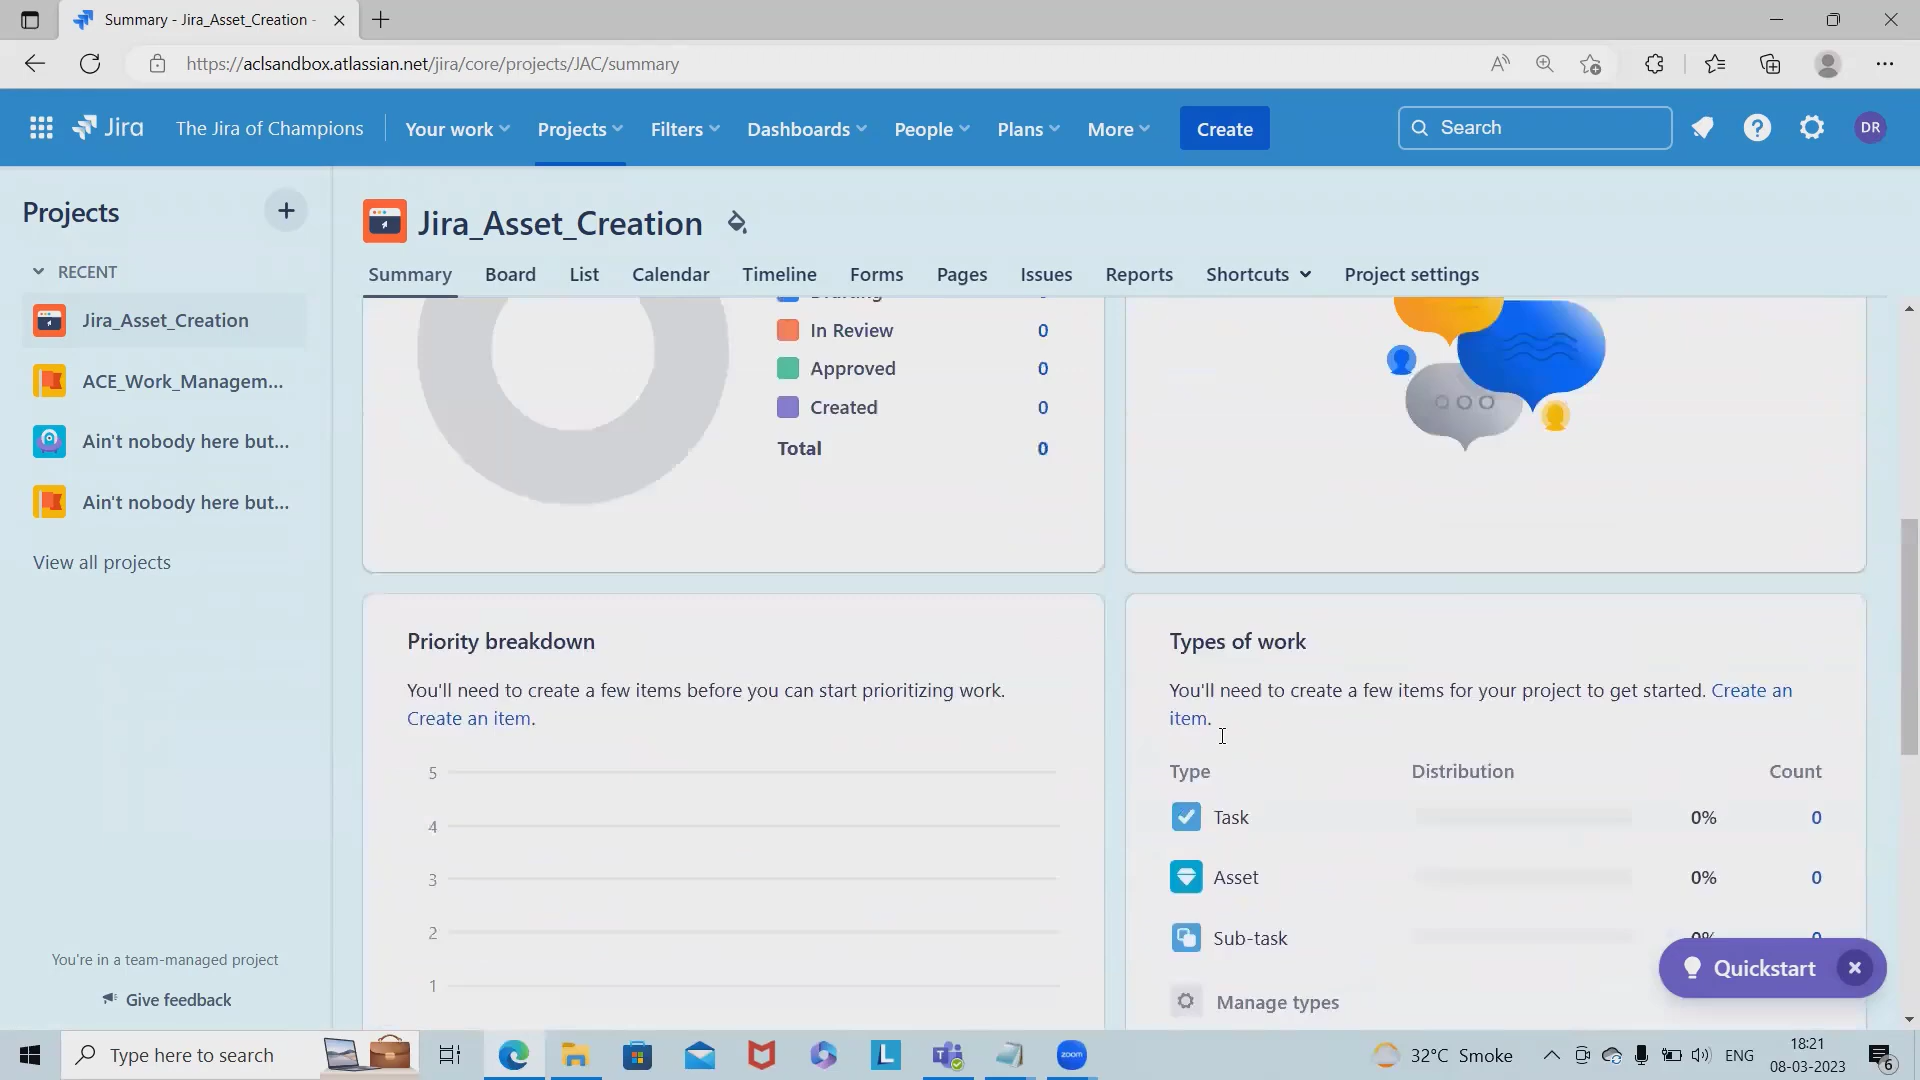 Summary - Jira_Asset_Creation -
https://aclsandbox.atlassian.net/jira/core/projects/JAC/summary
Jira
The Jira of Champions
Your work
Projects
Filters
Dashboards
People
Plans
More
Create
Search
DR
Projects
RECENT
Jira_Asset_Creation
ACE_Work_Managem...
Ain't nobody here but...
Ain't nobody here but...
View all projects
You're in a team-managed project
Give feedback
Jira_Asset_Creation
Summary Board List Calendar Timeline Forms Pages Issues Reports Shortcuts Project settings
In Review 0
Approved 0
Created 0
Total 0
Priority breakdown
You'll need to create a few items before you can start prioritizing work.
Create an item.
5
4
3
2
1
Types of work
You'll need to create a few items for your project to get started. Create an
item.
Type Distribution Count
Task 0% 0
Asset 0% 0
Sub-task 0% 0
Manage types
Quickstart
Type here to search
L
zoom
32°C Smoke
ENG
18:21
08-03-2023
6